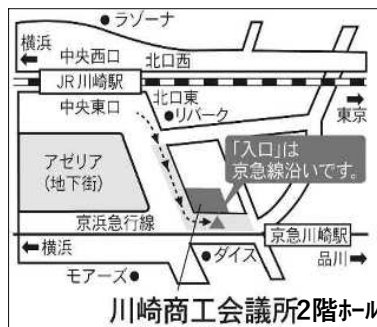 ●ラゾーナ
横浜
中央西口
北口西
JR川崎駅
中央東口
北口東
●リバーク
東京
アゼリア
(地下街)
「入口」は
京急線沿いです。
京浜急行線
京急川崎駅
横浜
●ダイス
品川
モアーズ●
川崎商工会議所2階ホール